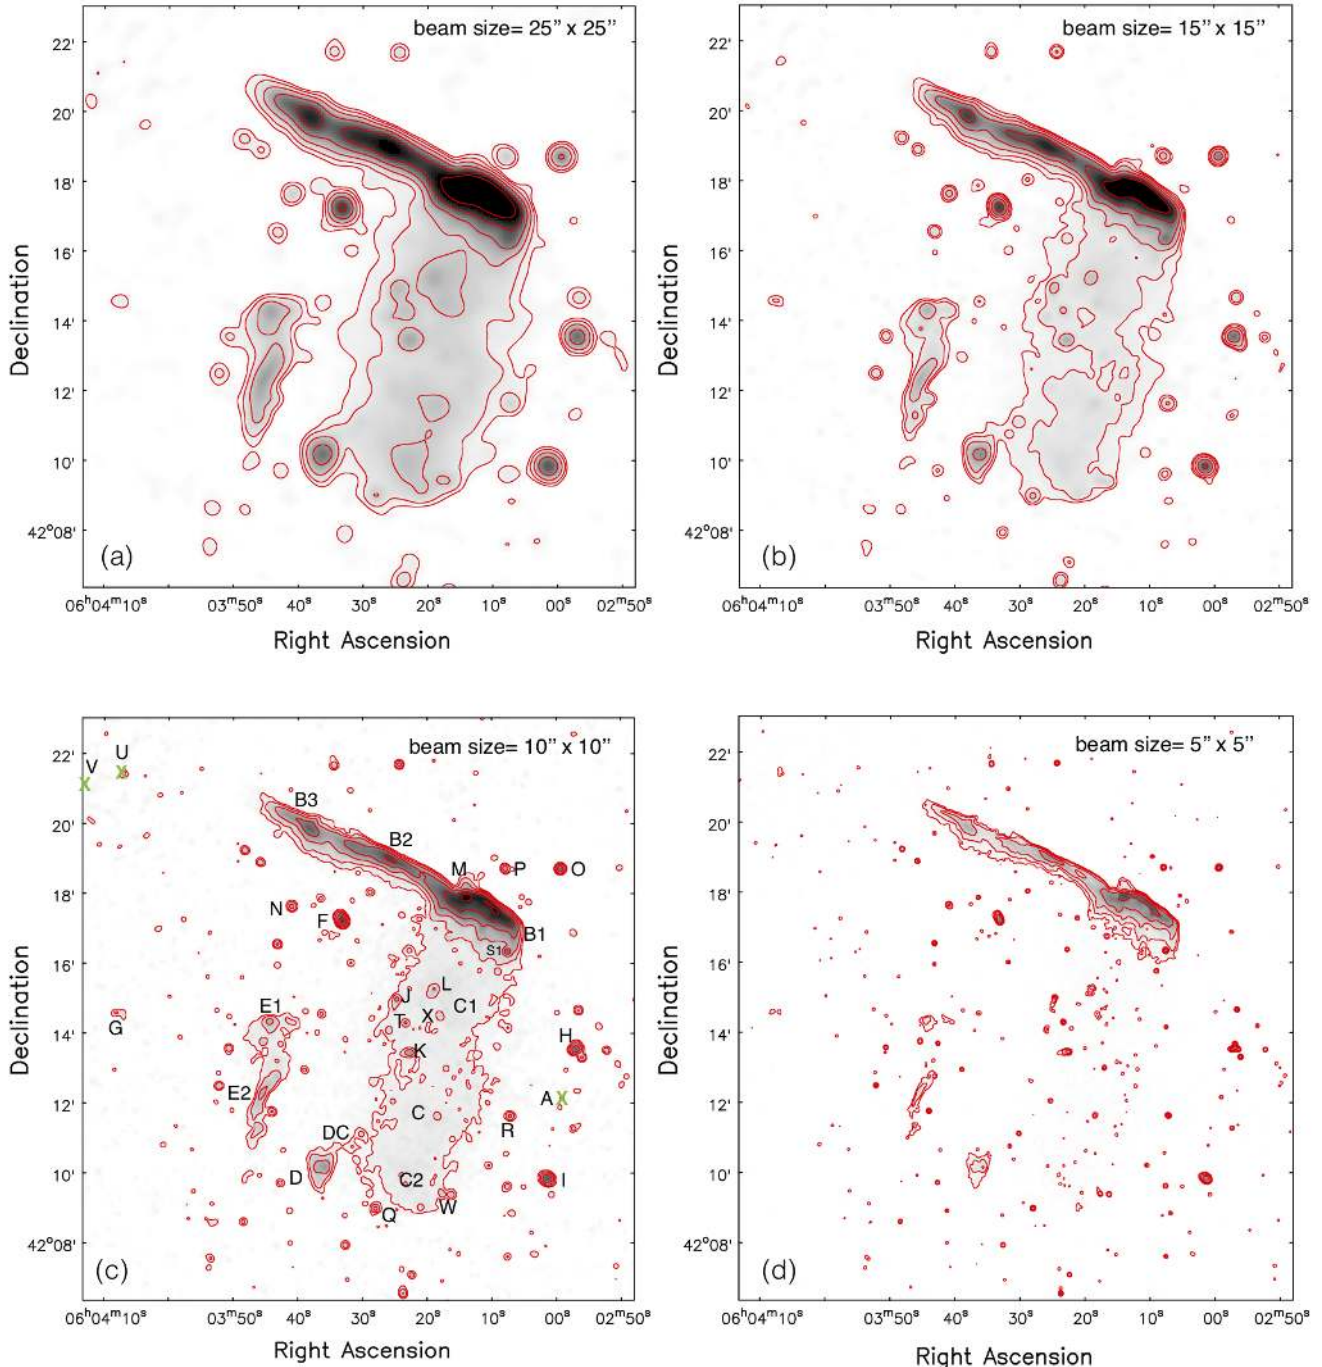 beam size= 25” x 25”
22'
20'
18'
16'
14'
12'
10'
42°08'
Declination
(a)
06ʰ04ᵐ10ˢ 03ᵐ50ˢ 40ˢ 20ˢ 10ˢ 00ˢ 02ᵐ50ˢ
Right Ascension
beam size= 15” x 15”
22'
20'
18'
16'
14'
12'
10'
42°08'
Declination
(b)
06ʰ04ᵐ10ˢ 03ᵐ50ˢ 40ˢ 30ˢ 20ˢ 10ˢ 00ˢ 02ᵐ50ˢ
Right Ascension
beam size= 10” x 10”
22'
20'
18'
16'
14'
12'
10'
42°08'
Declination
V
U
X
X
B3
B2
M
P
O
N
F
B1
S1
L
J
C1
E1
T
X
G
H
K
E2
C
A
X
DC
R
D
C2
I
Q
W
(c)
06ʰ04ᵐ10ˢ 03ᵐ50ˢ 40ˢ 30ˢ 20ˢ 10ˢ 00ˢ 02ᵐ50ˢ
Right Ascension
beam size= 5” x 5”
22'
20'
18'
16'
14'
12'
10'
42°08'
Declination
(d)
06ʰ04ᵐ10ˢ 03ᵐ50ˢ 40ˢ 30ˢ 20ˢ 10ˢ 00ˢ 02ᵐ50ˢ
Right Ascension